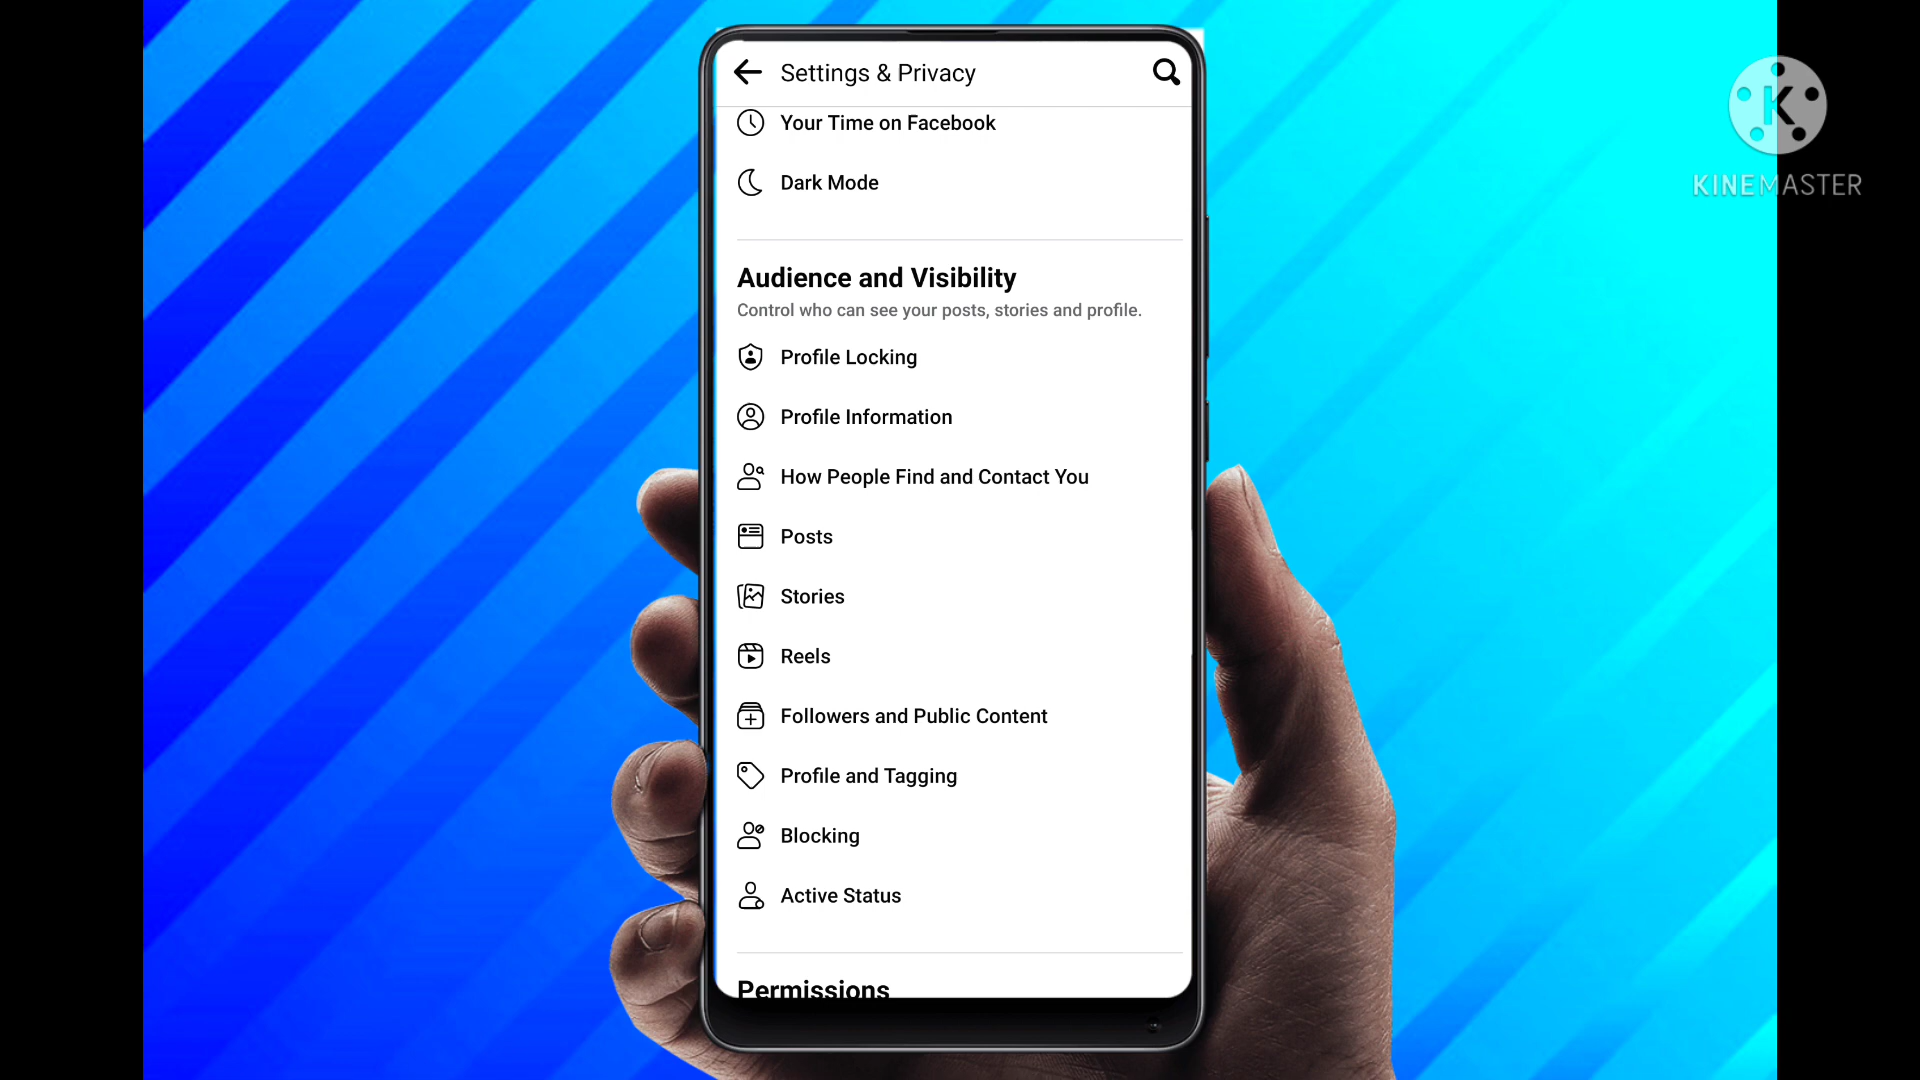 Settings & Privacy
Your Time on Facebook
Dark Mode
Audience and Visibility
Control who can see your posts, stories and profile.
Profile Locking
Profile Information
How People Find and Contact You
Posts
Stories
Reels
Followers and Public Content
Profile and Tagging
Blocking
Active Status
Permissions
K
KINEMASTER